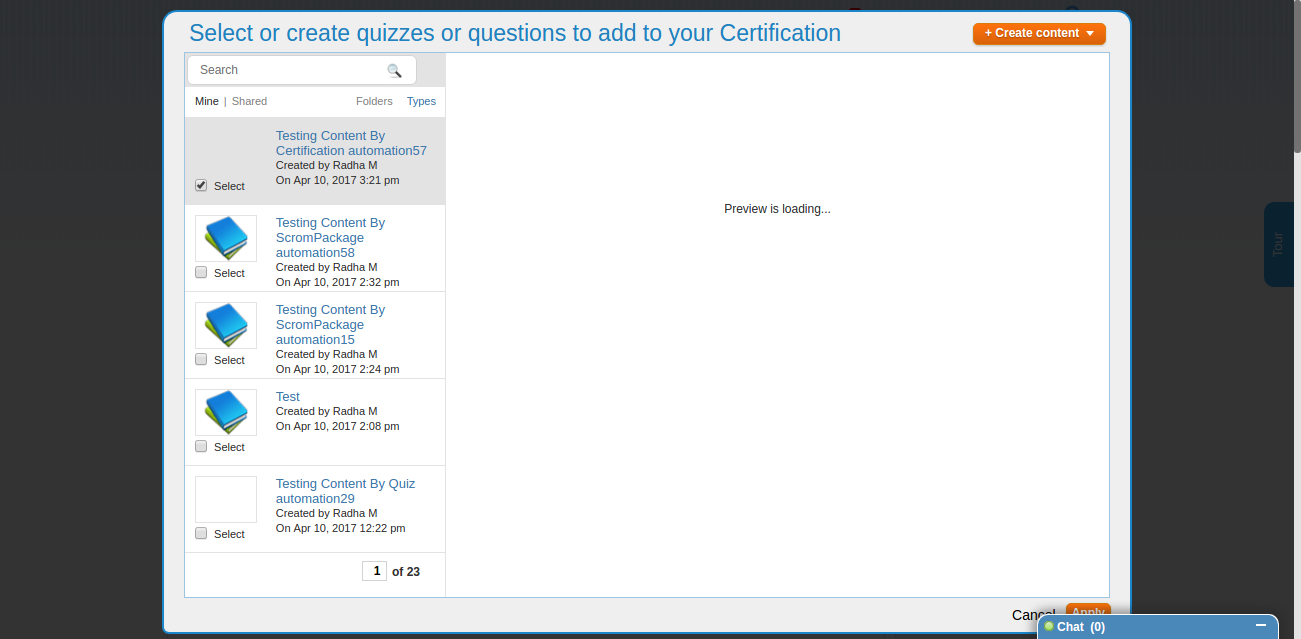 Select or create quizzes or questions to add to your Certification
+ Create content
Search
Mine | Shared
Folders Types
Testing Content By
Certification automation57
Created by Radha M
On Apr 10, 2017 3:21 pm
Select
Testing Content By
ScromPackage
automation58
Created by Radha M
On Apr 10, 2017 2:32 pm
Select
Testing Content By
ScromPackage
automation15
Created by Radha M
On Apr 10, 2017 2:24 pm
Select
Test
Created by Radha M
On Apr 10, 2017 2:08 pm
Select
Testing Content By Quiz
automation29
Created by Radha M
On Apr 10, 2017 12:22 pm
Select
1 of 23
Preview is loading...
Tour
Cancel
Apply
Chat (0)